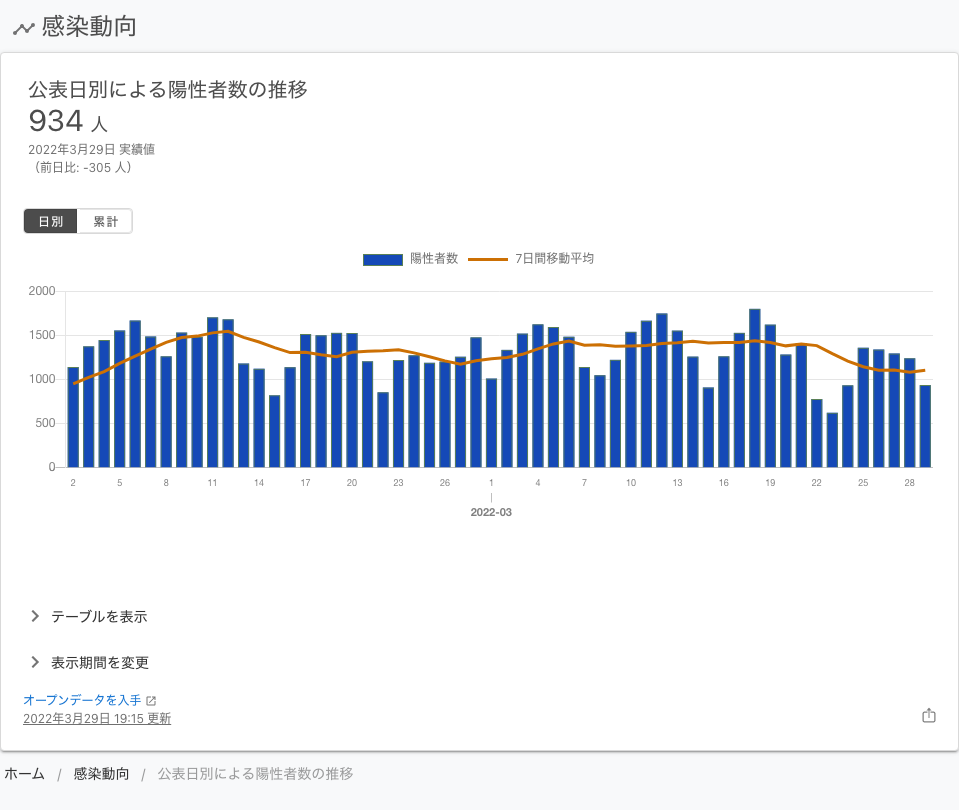 感染動向
公表日別による陽性者数の推移
934 人
2022年3月29日 実績値
（前日比: -305 人）
日別 累計
陽性者数 7日間移動平均
2000
1500
1000
500
0
2 5 8 11 14 17 20 23 26 1 4 7 10 13 16 19 22 25 28
2022-03
テーブルを表示
表示期間を変更
オープンデータを入手
2022年3月29日 19:15 更新
ホーム / 感染動向 / 公表日別による陽性者数の推移